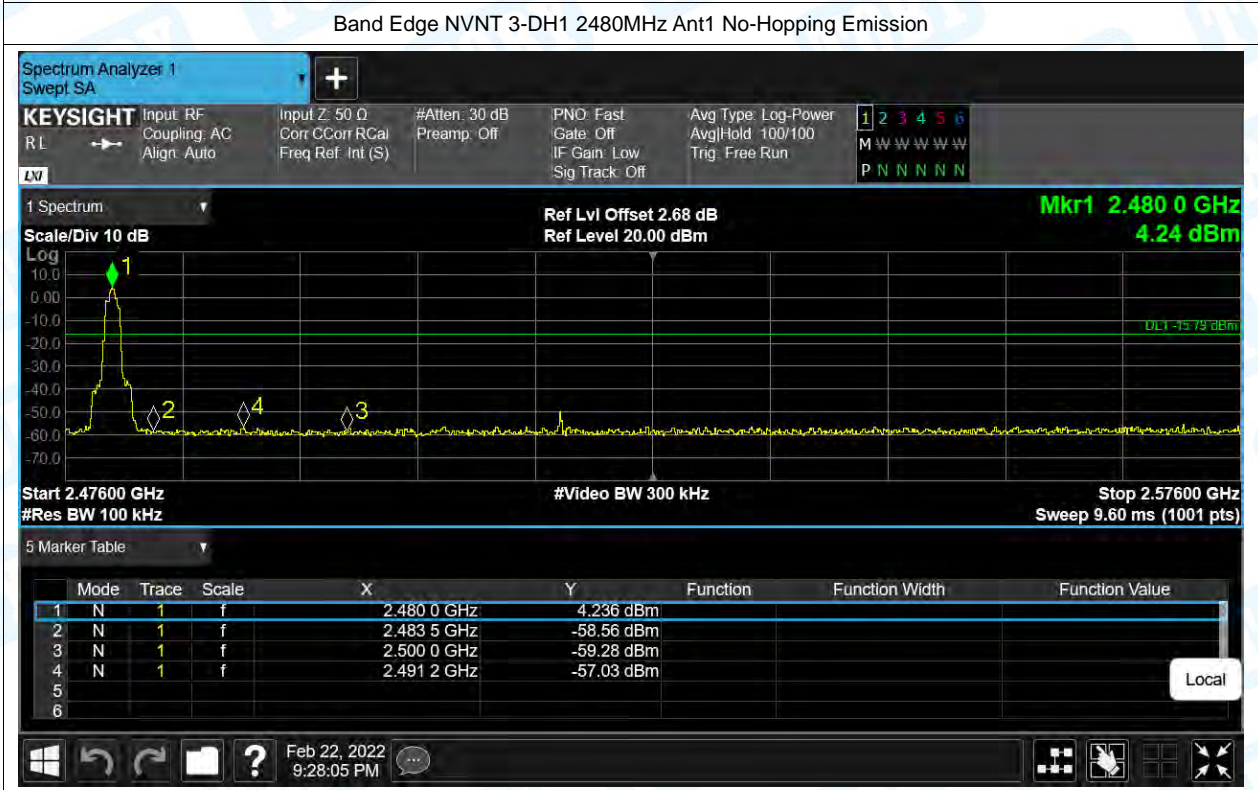 Band Edge NVNT 3-DH1 2480MHz Ant1 No-Hopping Emission
Spectrum Analyzer 1
Swept SA
+
KEYSIGHT
RL
LXI
Input: RF
Coupling: AC
Align: Auto
Input Z: 50 Ω
Corr CCorr RCal
Freq Ref: Int (S)
#Atten: 30 dB
Preamp: Off
PNO: Fast
Gate: Off
IF Gain: Low
Sig Track: Off
Avg Type: Log-Power
Avg|Hold: 100/100
Trig: Free Run
1 2 3 4 5 6
M W W W W W
P N N N N N
1 Spectrum
Scale/Div 10 dB
Ref Lvl Offset 2.68 dB
Ref Level 20.00 dBm
Mkr1 2.480 0 GHz
4.24 dBm
Log
10.0
0.00
-10.0
-20.0
-30.0
-40.0
-50.0
-60.0
-70.0
1
2
4
3
DL1 -15.79 dBm
Start 2.47600 GHz
#Res BW 100 kHz
#Video BW 300 kHz
Stop 2.57600 GHz
Sweep 9.60 ms (1001 pts)
5 Marker Table
Mode Trace Scale X Y Function Function Width Function Value
1 N 1 f 2.480 0 GHz 4.236 dBm
2 N 1 f 2.483 5 GHz -58.56 dBm
3 N 1 f 2.500 0 GHz -59.28 dBm
4 N 1 f 2.491 2 GHz -57.03 dBm
5
6
Local
?
Feb 22, 2022
9:28:05 PM